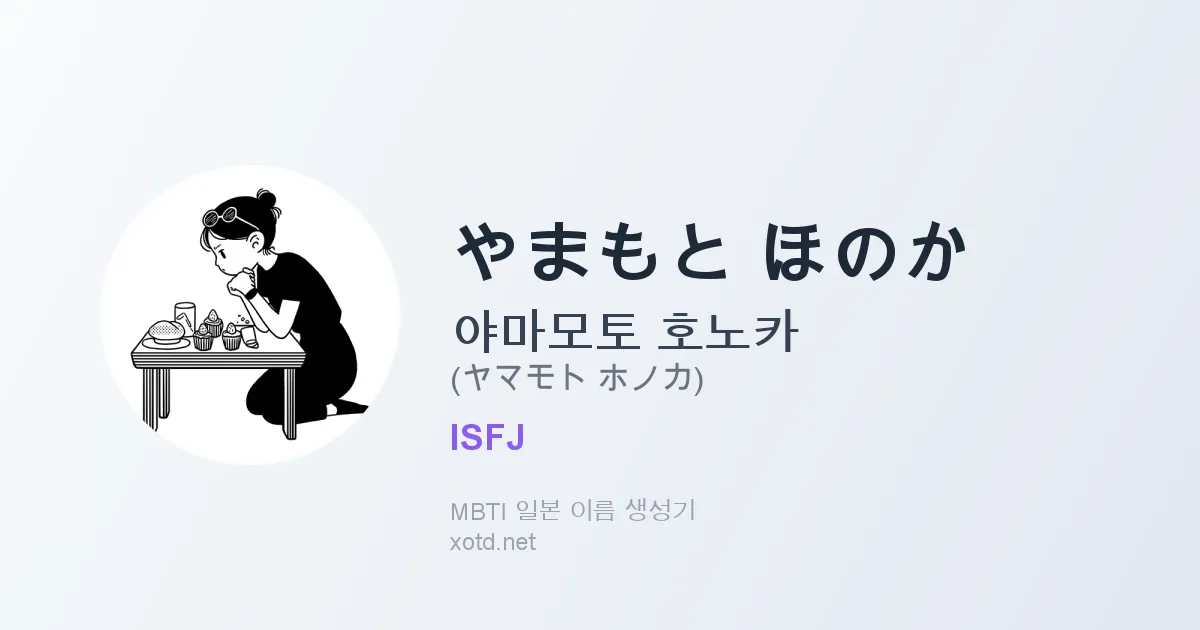 やまもと ほのか
야마모토 호노카
(ヤマモト ホノカ)
ISFJ
MBTI 일본 이름 생성기
xotd.net